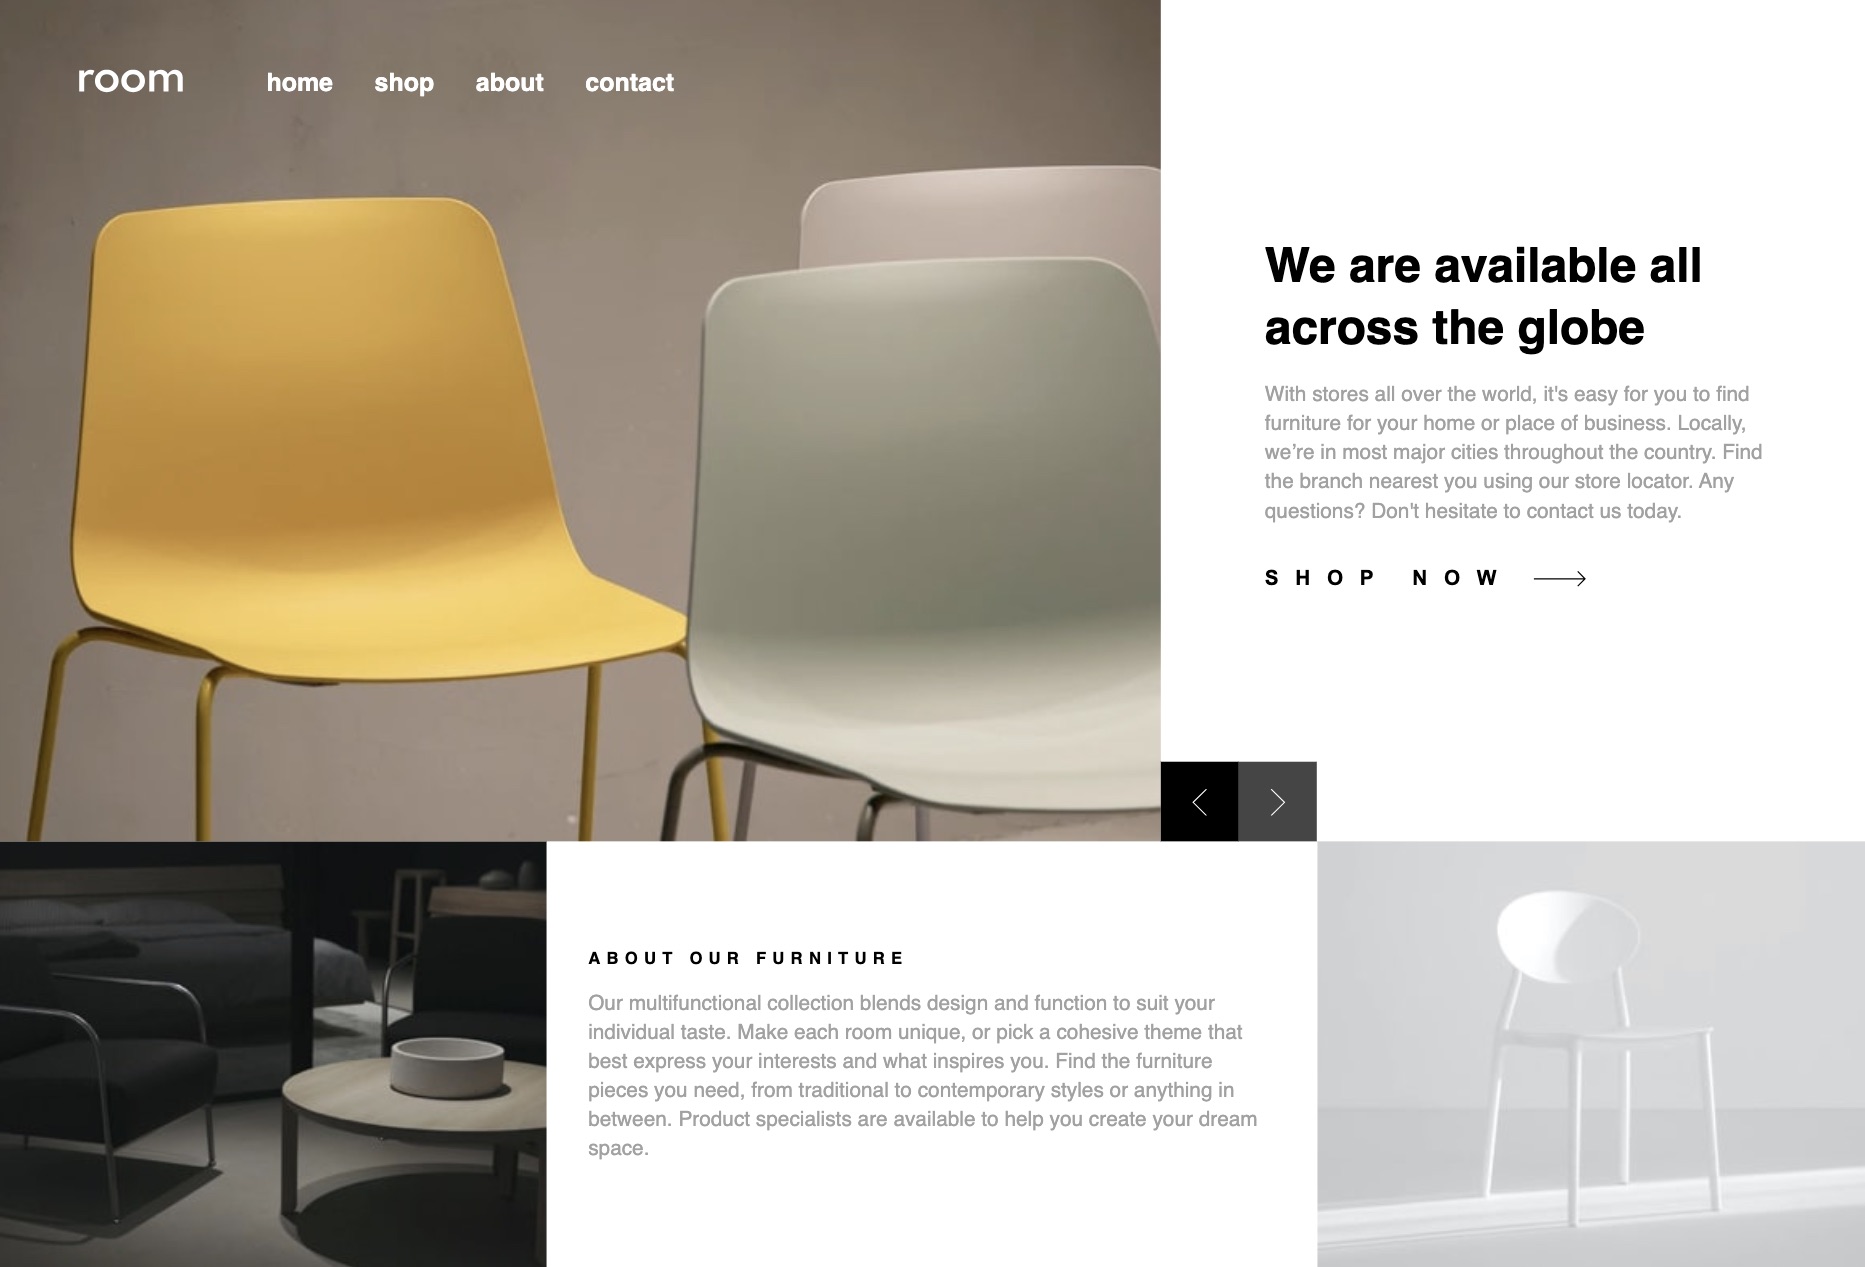 room
home shop about contact
We are available all
across the globe
With stores all over the world, it's easy for you to find
furniture for your home or place of business. Locally,
we’re in most major cities throughout the country. Find
the branch nearest you using our store locator. Any
questions? Don't hesitate to contact us today.
SHOP NOW
ABOUT OUR FURNITURE
Our multifunctional collection blends design and function to suit your
individual taste. Make each room unique, or pick a cohesive theme that
best express your interests and what inspires you. Find the furniture
pieces you need, from traditional to contemporary styles or anything in
between. Product specialists are available to help you create your dream
space.